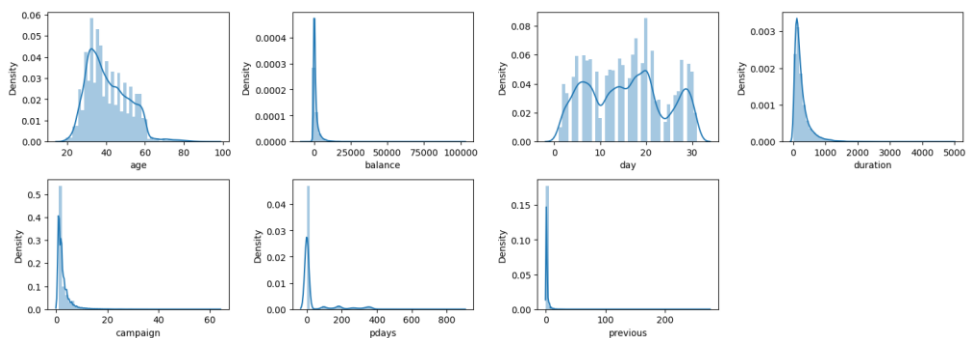 0.06
0.05
0.04
0.03
0.02
0.01
0.00
Density
20 40 60 80 100
age
0.0004
0.0003
0.0002
0.0001
0.0000
Density
0 25000 50000 75000 100000
balance
0.08
0.06
0.04
0.02
0.00
Density
0 10 20 30
day
0.003
0.002
0.001
0.000
Density
0 1000 2000 3000 4000 5000
duration
0.5
0.4
0.3
0.2
0.1
0.0
Density
0 20 40 60
campaign
0.04
0.03
0.02
0.01
0.00
Density
0 200 400 600 800
pdays
0.15
0.10
0.05
0.00
Density
0 100 200
previous